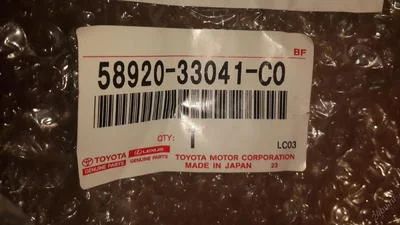 BF
58920-33041-C0
QTY: 1
LC03
TOYOTA LEXUS
GENUINE PARTS GENUINE PARTS
TOYOTA MOTOR CORPORATION
MADE IN JAPAN 23